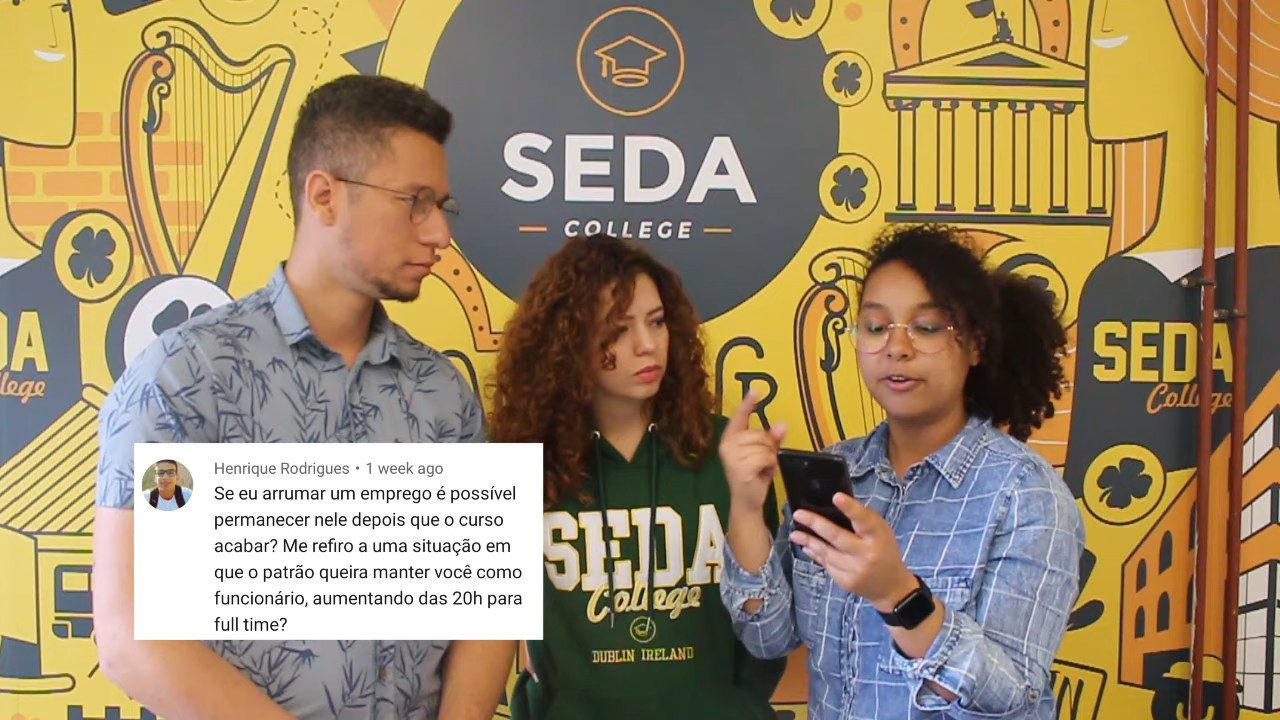 SEDA
COLLEGE
SEDA
College
SEDA
College
DUBLIN IRELAND
Henrique Rodrigues • 1 week ago
Se eu arrumar um emprego é possível
permanecer nele depois que o curso
acabar? Me refiro a uma situação em
que o patrão queira manter você como
funcionário, aumentando das 20h para
full time?